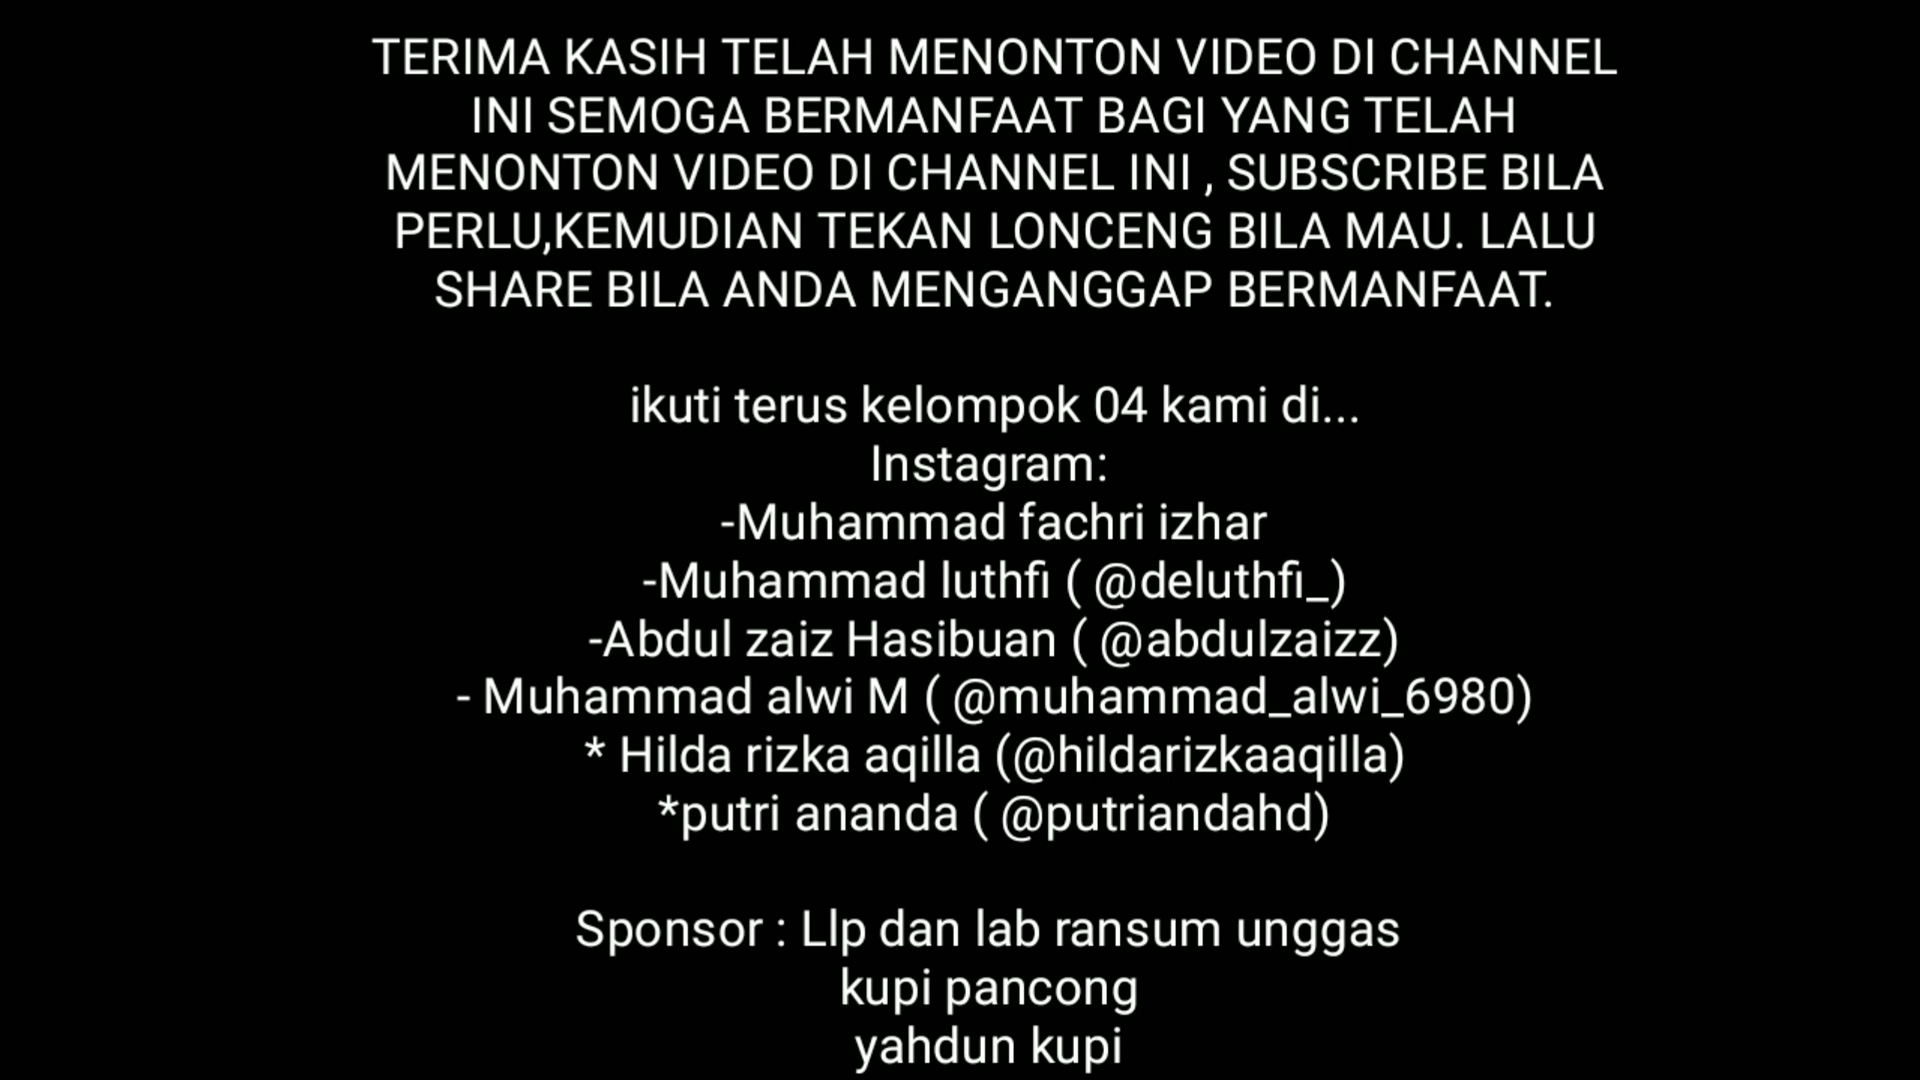 TERIMA KASIH TELAH MENONTON VIDEO DI CHANNEL
INI SEMOGA BERMANFAAT BAGI YANG TELAH
MENONTON VIDEO DI CHANNEL INI , SUBSCRIBE BILA
PERLU,KEMUDIAN TEKAN LONCENG BILA MAU. LALU
SHARE BILA ANDA MENGANGGAP BERMANFAAT.
ikuti terus kelompok 04 kami di...
Instagram:
-Muhammad fachri izhar
-Muhammad luthfi ( @deluthfi_)
-Abdul zaiz Hasibuan ( @abdulzaizz)
- Muhammad alwi M ( @muhammad_alwi_6980)
* Hilda rizka aqilla (@hildarizkaaqilla)
*putri ananda ( @putriandahd)
Sponsor : Llp dan lab ransum unggas
kupi pancong
yahdun kupi